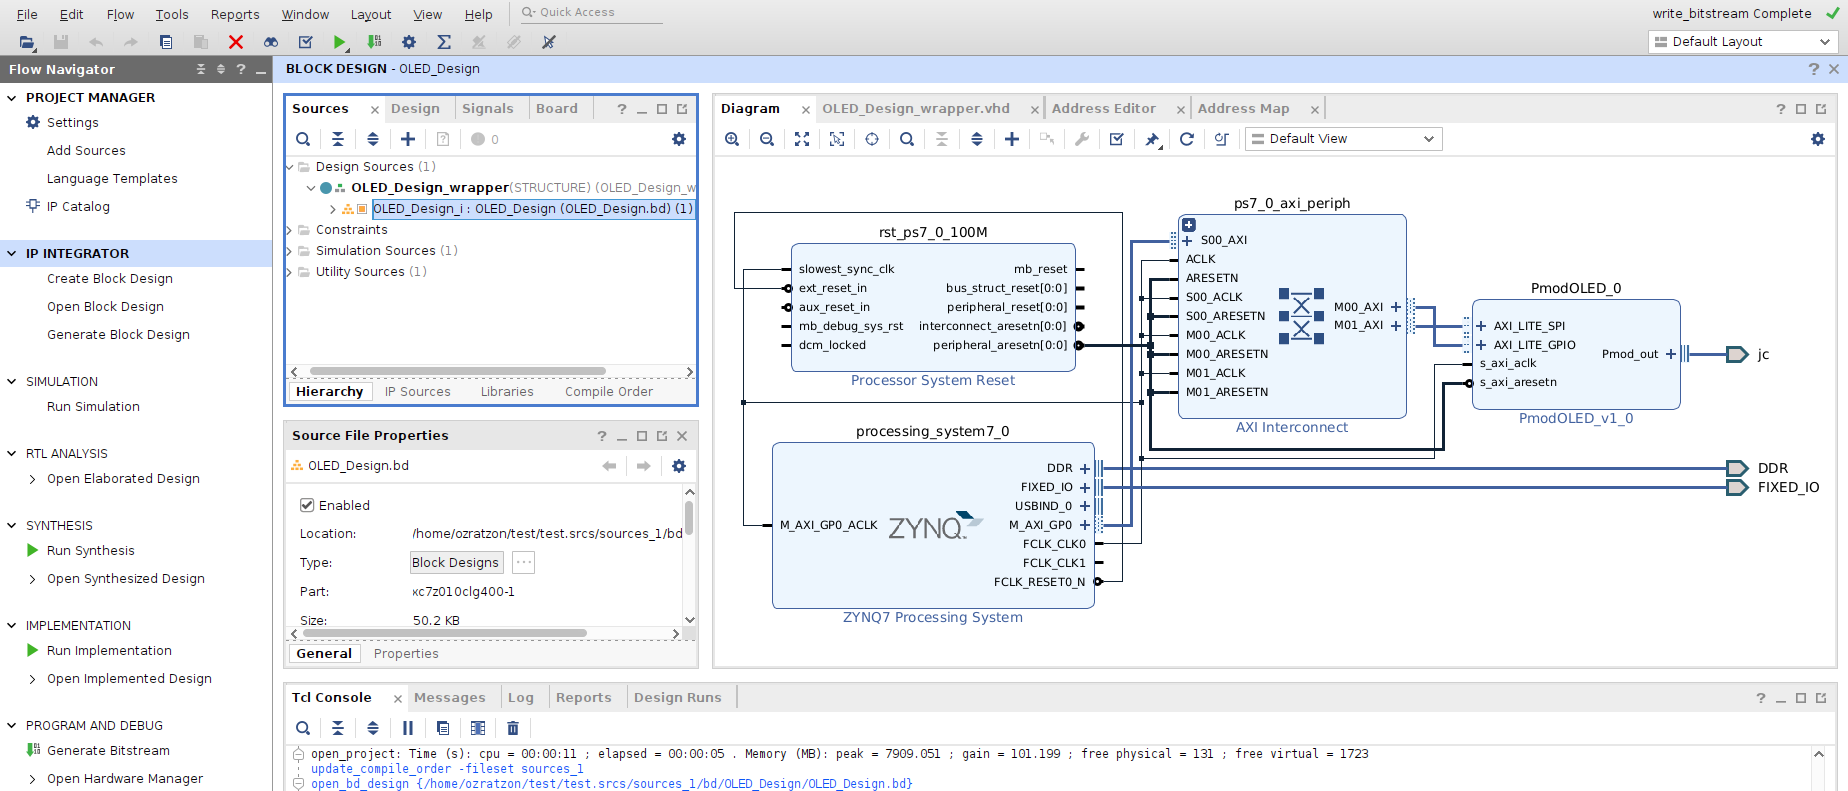 File Edit Flow Tools Reports Window Layout View Help Quick Access write_bitstream Complete
Default Layout
Flow Navigator
PROJECT MANAGER
Settings
Add Sources
Language Templates
IP Catalog
IP INTEGRATOR
Create Block Design
Open Block Design
Generate Block Design
SIMULATION
Run Simulation
RTL ANALYSIS
Open Elaborated Design
SYNTHESIS
Run Synthesis
Open Synthesized Design
IMPLEMENTATION
Run Implementation
Open Implemented Design
PROGRAM AND DEBUG
Generate Bitstream
Open Hardware Manager
BLOCK DESIGN - OLED_Design
Sources Design Signals Board
0
Design Sources (1)
OLED_Design_wrapper(STRUCTURE) (OLED_Design_w
OLED_Design_i : OLED_Design (OLED_Design.bd) (1)
Constraints
Simulation Sources (1)
Utility Sources (1)
Hierarchy IP Sources Libraries Compile Order
Source File Properties
OLED_Design.bd
Enabled
Location: /home/ozratzon/test/test.srcs/sources_1/bd
Type: Block Designs ...
Part: xc7z010clg400-1
Size: 50.2 KB
General Properties
Diagram OLED_Design_wrapper.vhd Address Editor Address Map
Default View
rst_ps7_0_100M
slowest_sync_clk mb_reset
ext_reset_in bus_struct_reset[0:0]
aux_reset_in peripheral_reset[0:0]
mb_debug_sys_rst interconnect_aresetn[0:0]
dcm_locked peripheral_aresetn[0:0]
Processor System Reset
ps7_0_axi_periph
S00_AXI
ACLK
ARESETN
S00_ACLK
S00_ARESETN M00_AXI
M00_ACLK M01_AXI
M00_ARESETN
M01_ACLK
M01_ARESETN
AXI Interconnect
PmodOLED_0
AXI_LITE_SPI
AXI_LITE_GPIO
s_axi_aclk Pmod_out
s_axi_aresetn
PmodOLED_v1_0
jc
processing_system7_0
DDR
FIXED_IO
USBIND_0
M_AXI_GP0_ACLK ZYNQ M_AXI_GP0
FCLK_CLK0
FCLK_CLK1
FCLK_RESET0_N
ZYNQ7 Processing System
DDR
FIXED_IO
Tcl Console Messages Log Reports Design Runs
open_project: Time (s): cpu = 00:00:11 ; elapsed = 00:00:05 . Memory (MB): peak = 7909.051 ; gain = 101.199 ; free physical = 131 ; free virtual = 1723
update_compile_order -fileset sources_1
open_bd_design {/home/ozratzon/test/test.srcs/sources_1/bd/OLED_Design/OLED_Design.bd}